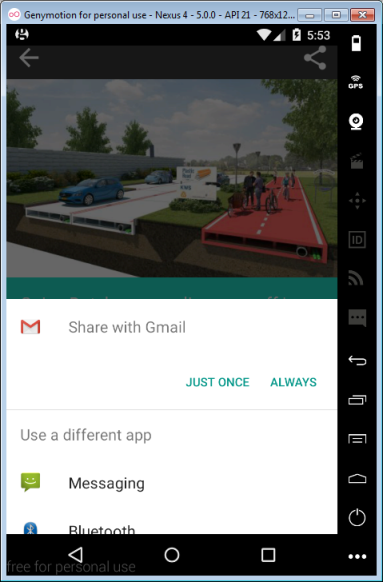 Genymotion for personal use - Nexus 4 - 5.0.0 - API 21 - 768x12...
5:53
GPS
ID
Share with Gmail
JUST ONCE
ALWAYS
Use a different app
Messaging
Bluetooth
free for personal use